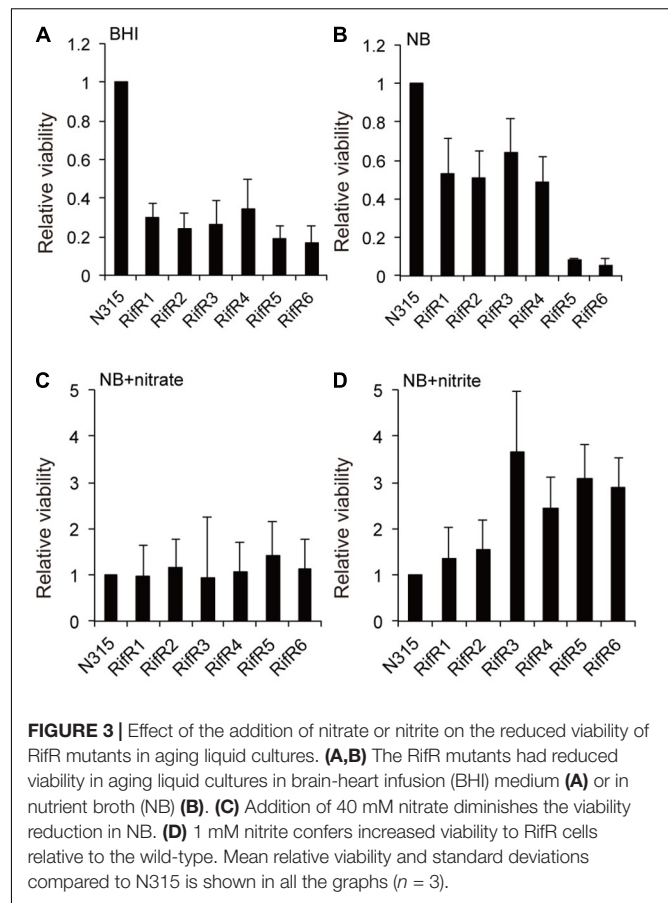 A
BHI
1.2
1
0.8
0.6
0.4
0.2
0
Relative viability
N315
RifR1
RifR2
RifR3
RifR4
RifR5
RifR6
B
NB
1.2
1
0.8
0.6
0.4
0.2
0
Relative viability
N315
RifR1
RifR2
RifR3
RifR4
RifR5
RifR6
C
NB+nitrate
5
4
3
2
1
0
Relative viability
N315
RifR1
RifR2
RifR3
RifR4
RifR5
RifR6
D
NB+nitrite
5
4
3
2
1
0
Relative viability
N315
RifR1
RifR2
RifR3
RifR4
RifR5
RifR6
FIGURE 3 | Effect of the addition of nitrate or nitrite on the reduced viability of
RifR mutants in aging liquid cultures. (A,B) The RifR mutants had reduced
viability in aging liquid cultures in brain-heart infusion (BHI) medium (A) or in
nutrient broth (NB) (B). (C) Addition of 40 mM nitrate diminishes the viability
reduction in NB. (D) 1 mM nitrite confers increased viability to RifR cells
relative to the wild-type. Mean relative viability and standard deviations
compared to N315 is shown in all the graphs (n = 3).